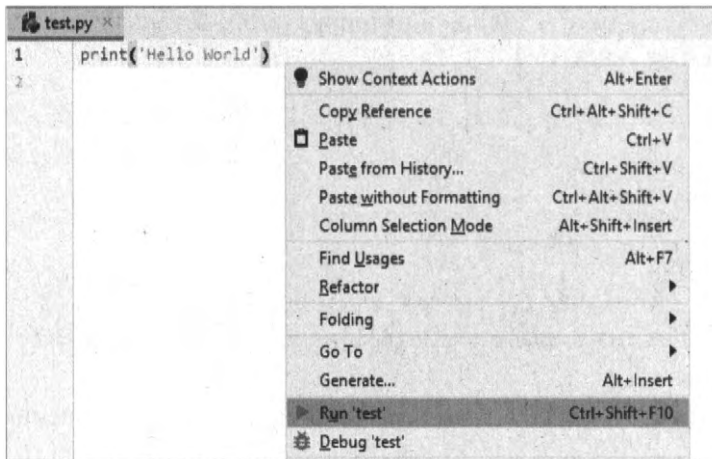 test.py ×
1 print('Hello World')
2
Show Context Actions Alt+Enter
Copy Reference Ctrl+Alt+Shift+C
Paste Ctrl+V
Paste from History... Ctrl+Shift+V
Paste without Formatting Ctrl+Alt+Shift+V
Column Selection Mode Alt+Shift+Insert
Find Usages Alt+F7
Refactor
Folding
Go To
Generate... Alt+Insert
Run 'test' Ctrl+Shift+F10
Debug 'test'